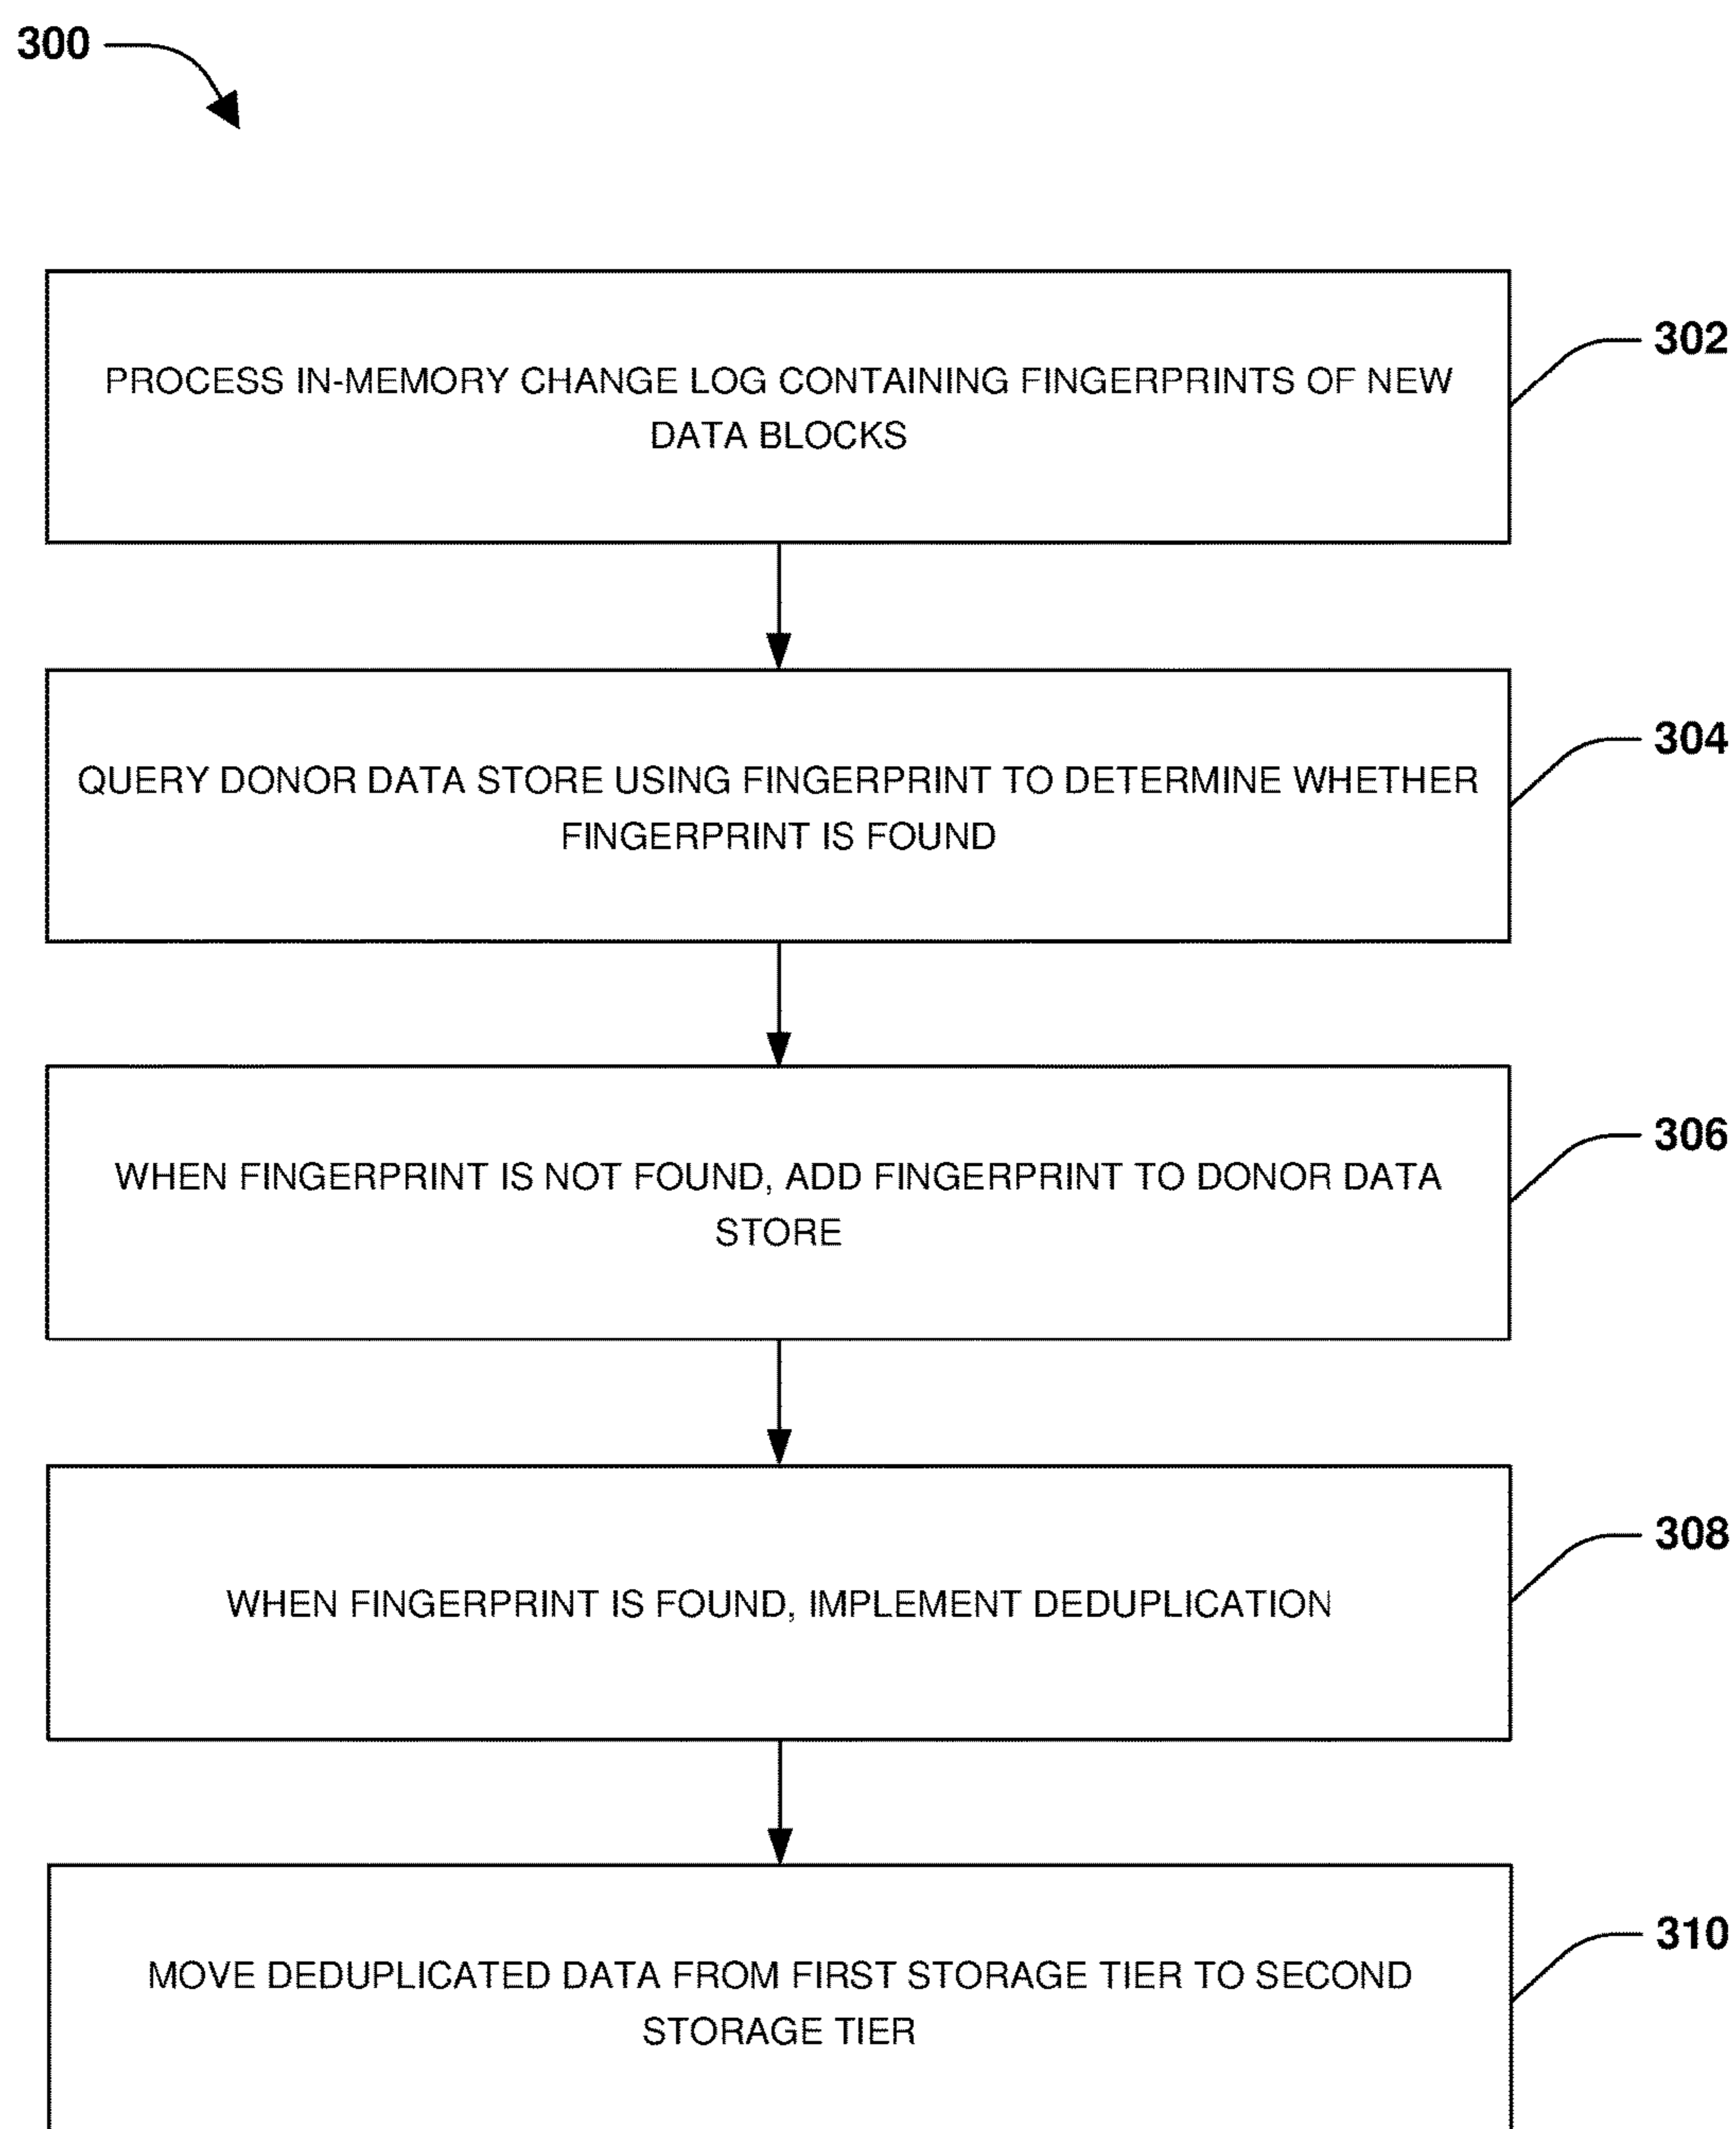 300
PROCESS IN-MEMORY CHANGE LOG CONTAINING FINGERPRINTS OF NEW
DATA BLOCKS
302
QUERY DONOR DATA STORE USING FINGERPRINT TO DETERMINE WHETHER
FINGERPRINT IS FOUND
304
WHEN FINGERPRINT IS NOT FOUND, ADD FINGERPRINT TO DONOR DATA
STORE
306
WHEN FINGERPRINT IS FOUND, IMPLEMENT DEDUPLICATION
308
MOVE DEDUPLICATED DATA FROM FIRST STORAGE TIER TO SECOND
STORAGE TIER
310